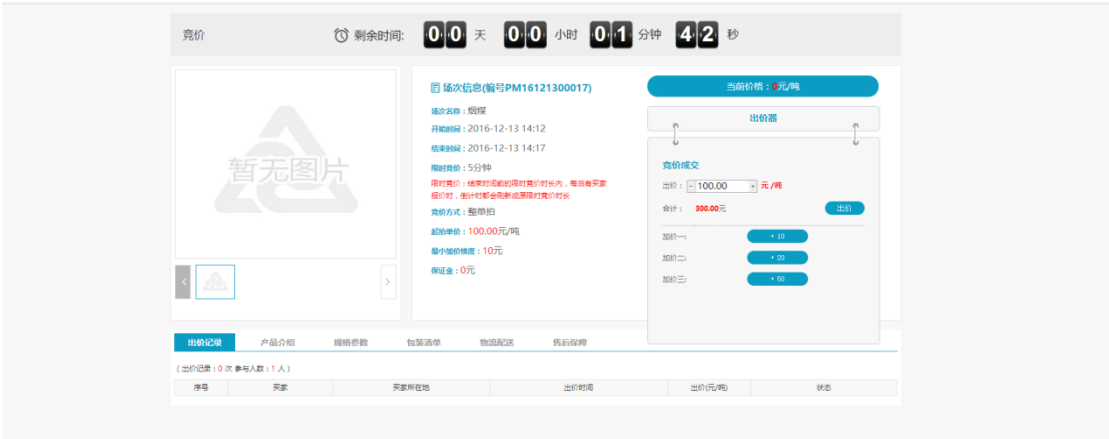 竞价
剩余时间: 00 天 00 小时 01 分钟 42 秒
暂无图片
场次信息(编号PM16121300017)
场次名称：烟煤
开始时间：2016-12-13 14:12
结束时间：2016-12-13 14:17
限时竞价：5分钟
限时竞价：结束时间前的限时竞价时长内，每当有买家
报价时，倒计时都会刷新成原限时竞价时长
竞价方式：整单拍
起拍单价：100.00元/吨
最小加价梯度：10元
保证金：0元
当前价格：0元/吨
出价器
竞价成交
出价： - 100.00 + 元 /吨
合计： 300.00元 出价
加价一: + 10
加价二: + 20
加价三: + 50
出价记录 产品介绍 规格参数 包装清单 物流配送 售后保障
（ 出价记录：0 次 参与人数：1 人）
序号 买家 买家所在地 出价时间 出价(元/吨) 状态